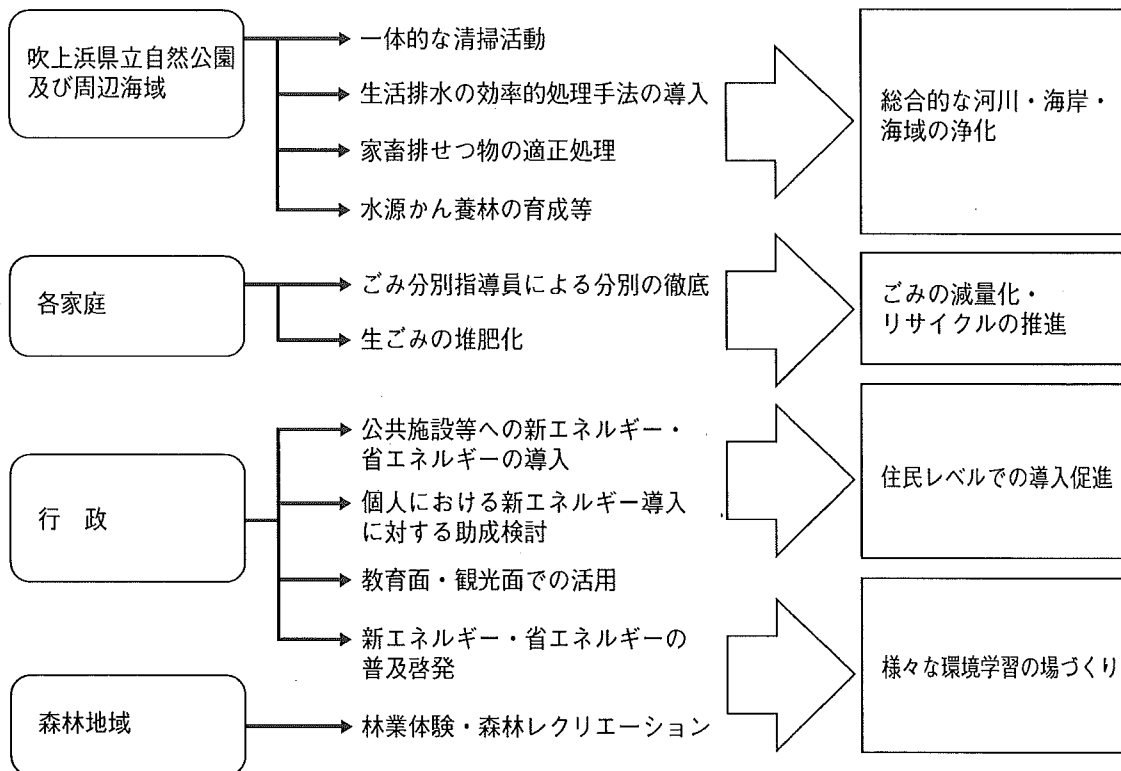 吹上浜県立自然公園
及び周辺海域
一体的な清掃活動
生活排水の効率的処理手法の導入
家畜排せつ物の適正処理
水源かん養林の育成等
総合的な河川・海岸・
海域の浄化
各家庭
ごみ分別指導員による分別の徹底
生ごみの堆肥化
ごみの減量化・
リサイクルの推進
行 政
公共施設等への新エネルギー・
省エネルギーの導入
個人における新エネルギー導入
に対する助成検討
教育面・観光面での活用
新エネルギー・省エネルギーの
普及啓発
住民レベルでの導入促進
森林地域
林業体験・森林レクリエーション
様々な環境学習の場づくり